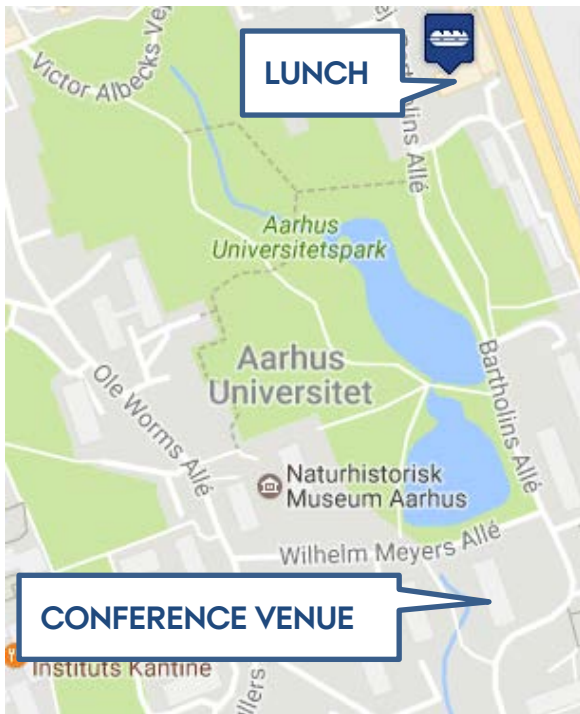 LUNCH
Victor Albecks Vej
Bartholins Allé
Aarhus
Universitetspark
Aarhus
Universitet
Bartholins Allé
Ole Worms Allé
Naturhistorisk
Museum Aarhus
Wilhelm Meyers Allé
CONFERENCE VENUE
Instituts Kantine